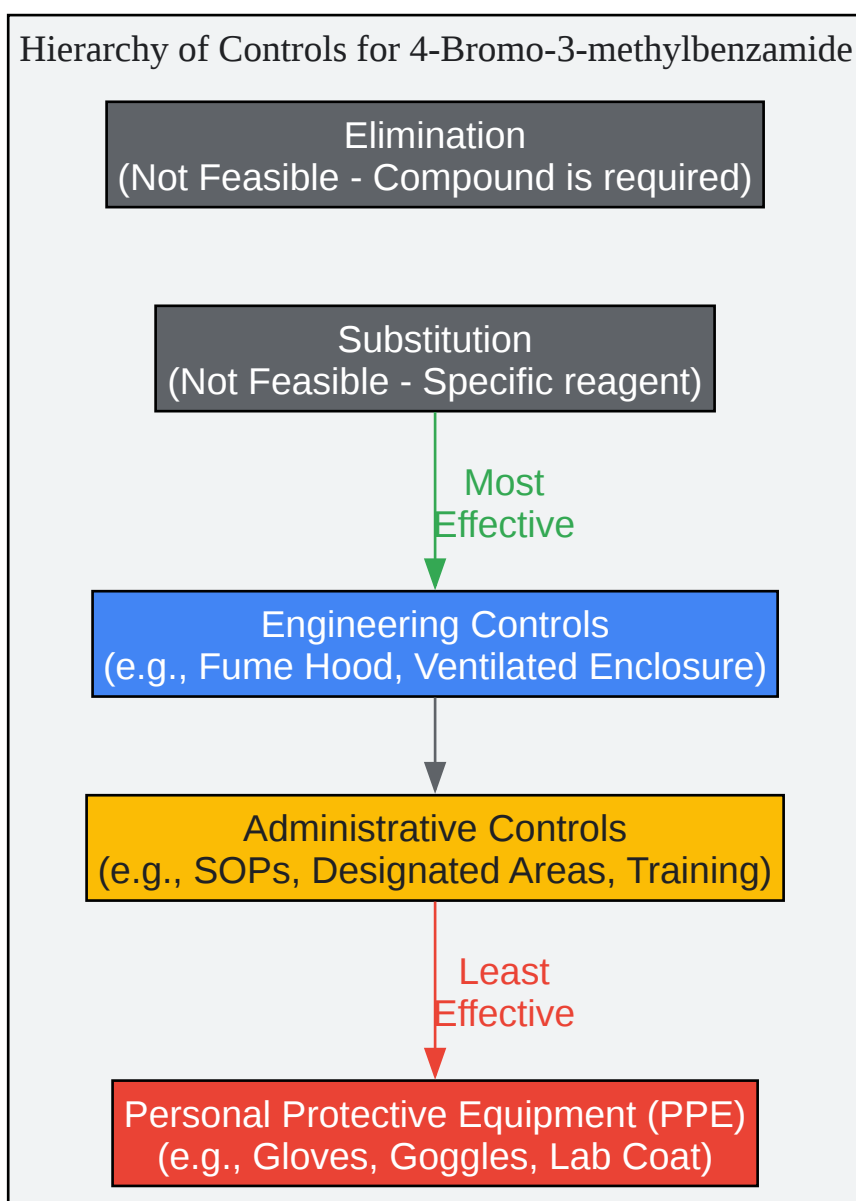 Hierarchy of Controls for 4-Bromo-3-methylbenzamide
Elimination
(Not Feasible - Compound is required)
Substitution
(Not Feasible - Specific reagent)
Most
Effective
Engineering Controls
(e.g., Fume Hood, Ventilated Enclosure)
Administrative Controls
(e.g., SOPs, Designated Areas, Training)
Least
Effective
Personal Protective Equipment (PPE)
(e.g., Gloves, Goggles, Lab Coat)